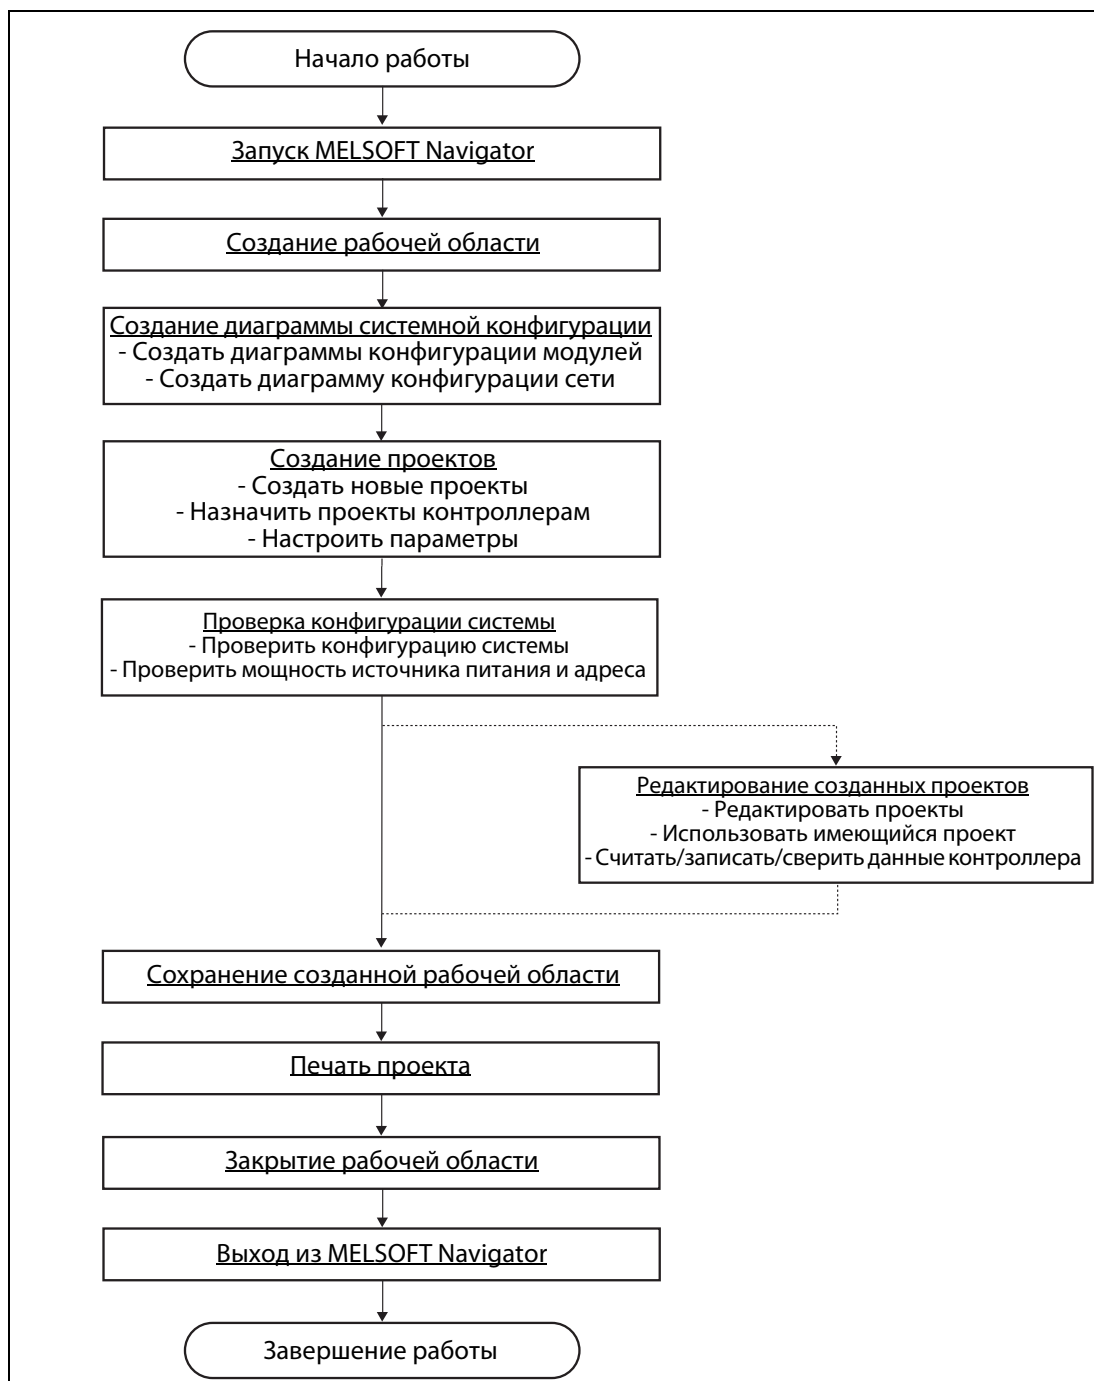 Начало работы
Запуск MELSOFT Navigator
Создание рабочей области
Создание диаграммы системной конфигурации
- Создать диаграммы конфигурации модулей
- Создать диаграмму конфигурации сети
Создание проектов
- Создать новые проекты
- Назначить проекты контроллерам
- Настроить параметры
Проверка конфигурации системы
- Проверить конфигурацию системы
- Проверить мощность источника питания и адреса
Редактирование созданных проектов
- Редактировать проекты
- Использовать имеющийся проект
- Считать/записать/сверить данные контроллера
Сохранение созданной рабочей области
Печать проекта
Закрытие рабочей области
Выход из MELSOFT Navigator
Завершение работы